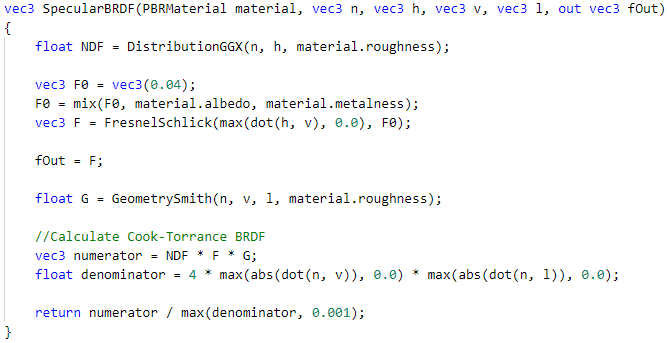 vec3 SpecularBRDF(PBRMaterial material, vec3 n, vec3 h, vec3 v, vec3 l, out vec3 fOut)
{
    float NDF = DistributionGGX(n, h, material.roughness);

    vec3 F0 = vec3(0.04);
    F0 = mix(F0, material.albedo, material.metalness);
    vec3 F = FresnelSchlick(max(dot(h, v), 0.0), F0);

    fOut = F;

    float G = GeometrySmith(n, v, l, material.roughness);

    //Calculate Cook-Torrance BRDF
    vec3 numerator = NDF * F * G;
    float denominator = 4 * max(abs(dot(n, v)), 0.0) * max(abs(dot(n, l)), 0.0);

    return numerator / max(denominator, 0.001);
}